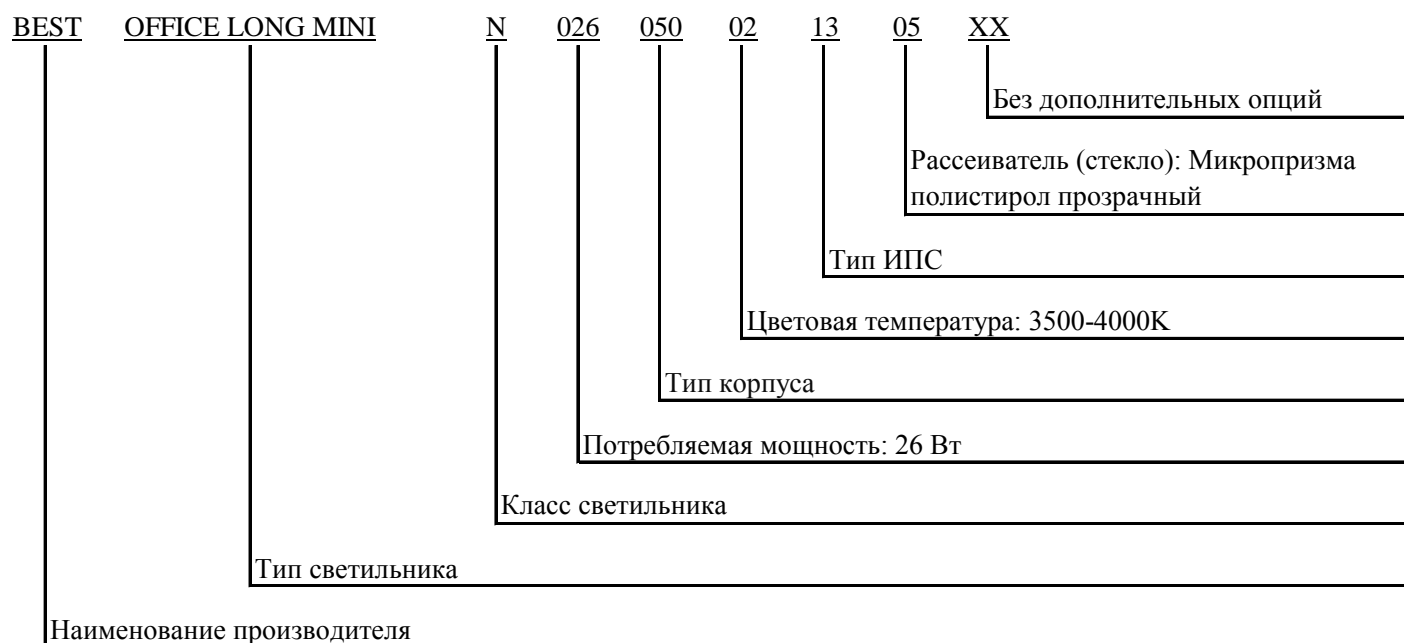 BEST OFFICE LONG MINI N 026 050 02 13 05 XX
Без дополнительных опций
Рассеиватель (стекло): Микропризма
полистирол прозрачный
Тип ИПС
Цветовая температура: 3500-4000K
Тип корпуса
Потребляемая мощность: 26 Вт
Класс светильника
Тип светильника
Наименование производителя